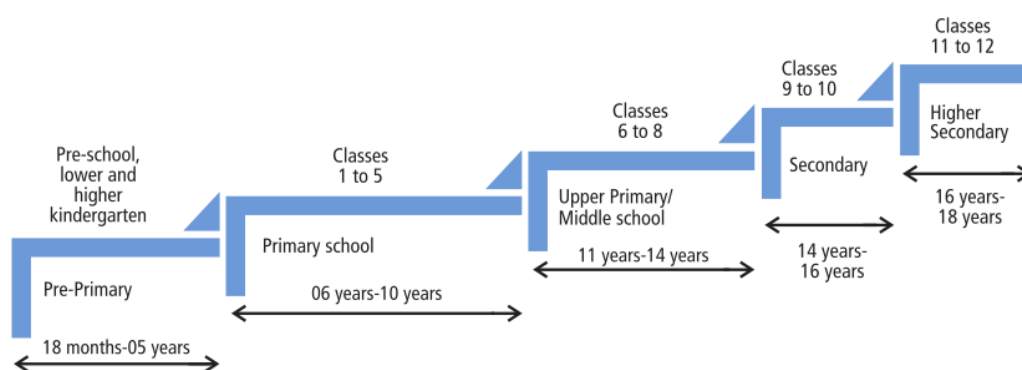 Pre-school,
lower and
higher
kindergarten
Pre-Primary
18 months-05 years
Classes
1 to 5
Primary school
06 years-10 years
Classes
6 to 8
Upper Primary/
Middle school
11 years-14 years
Classes
9 to 10
Secondary
14 years-
16 years
Classes
11 to 12
Higher
Secondary
16 years-
18 years